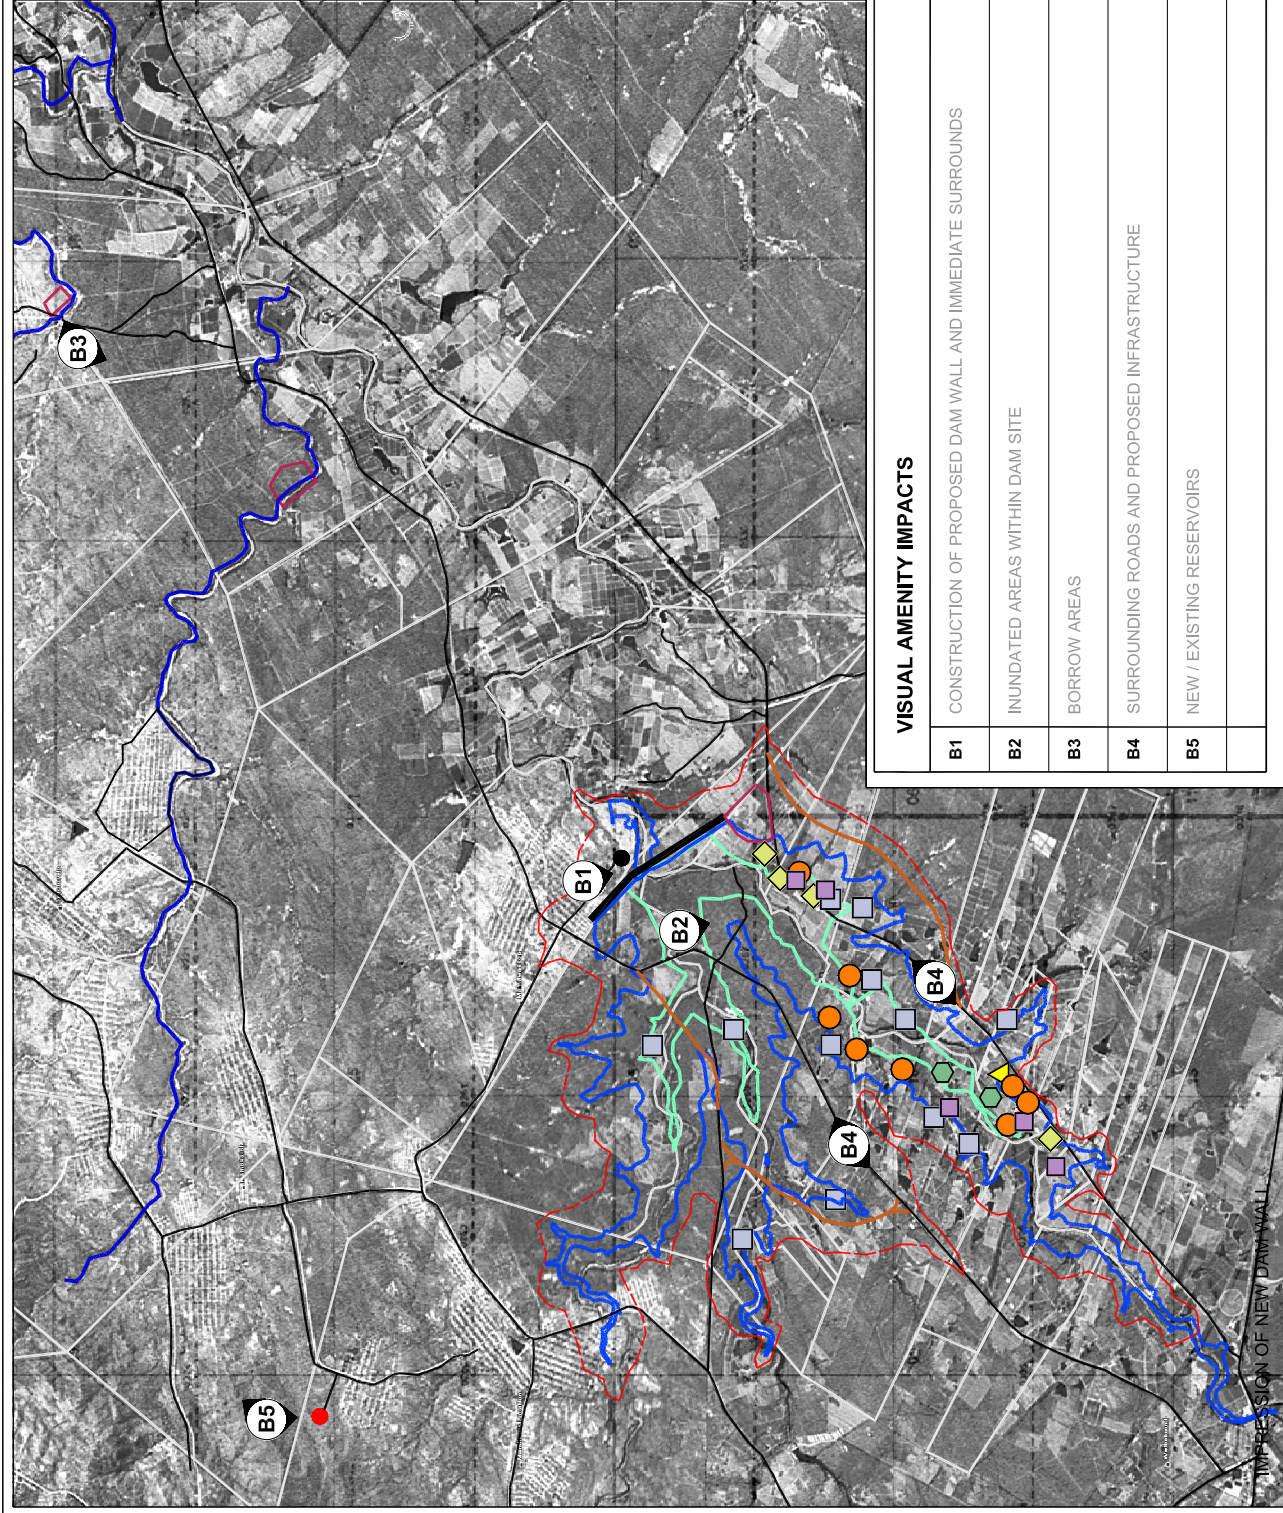 VISUAL AMENITY IMPACTS
B1 CONSTRUCTION OF PROPOSED DAM WALL AND IMMEDIATE SURROUNDS
B2 INUNDATED AREAS WITHIN DAM SITE
B3 BORROW AREAS
B4 SURROUNDING ROADS AND PROPOSED INFRASTRUCTURE
B5 NEW / EXISTING RESERVOIRS
B3
B1
B2
B4
B4
B5
IMPRESSION OF NEW DAM WALL